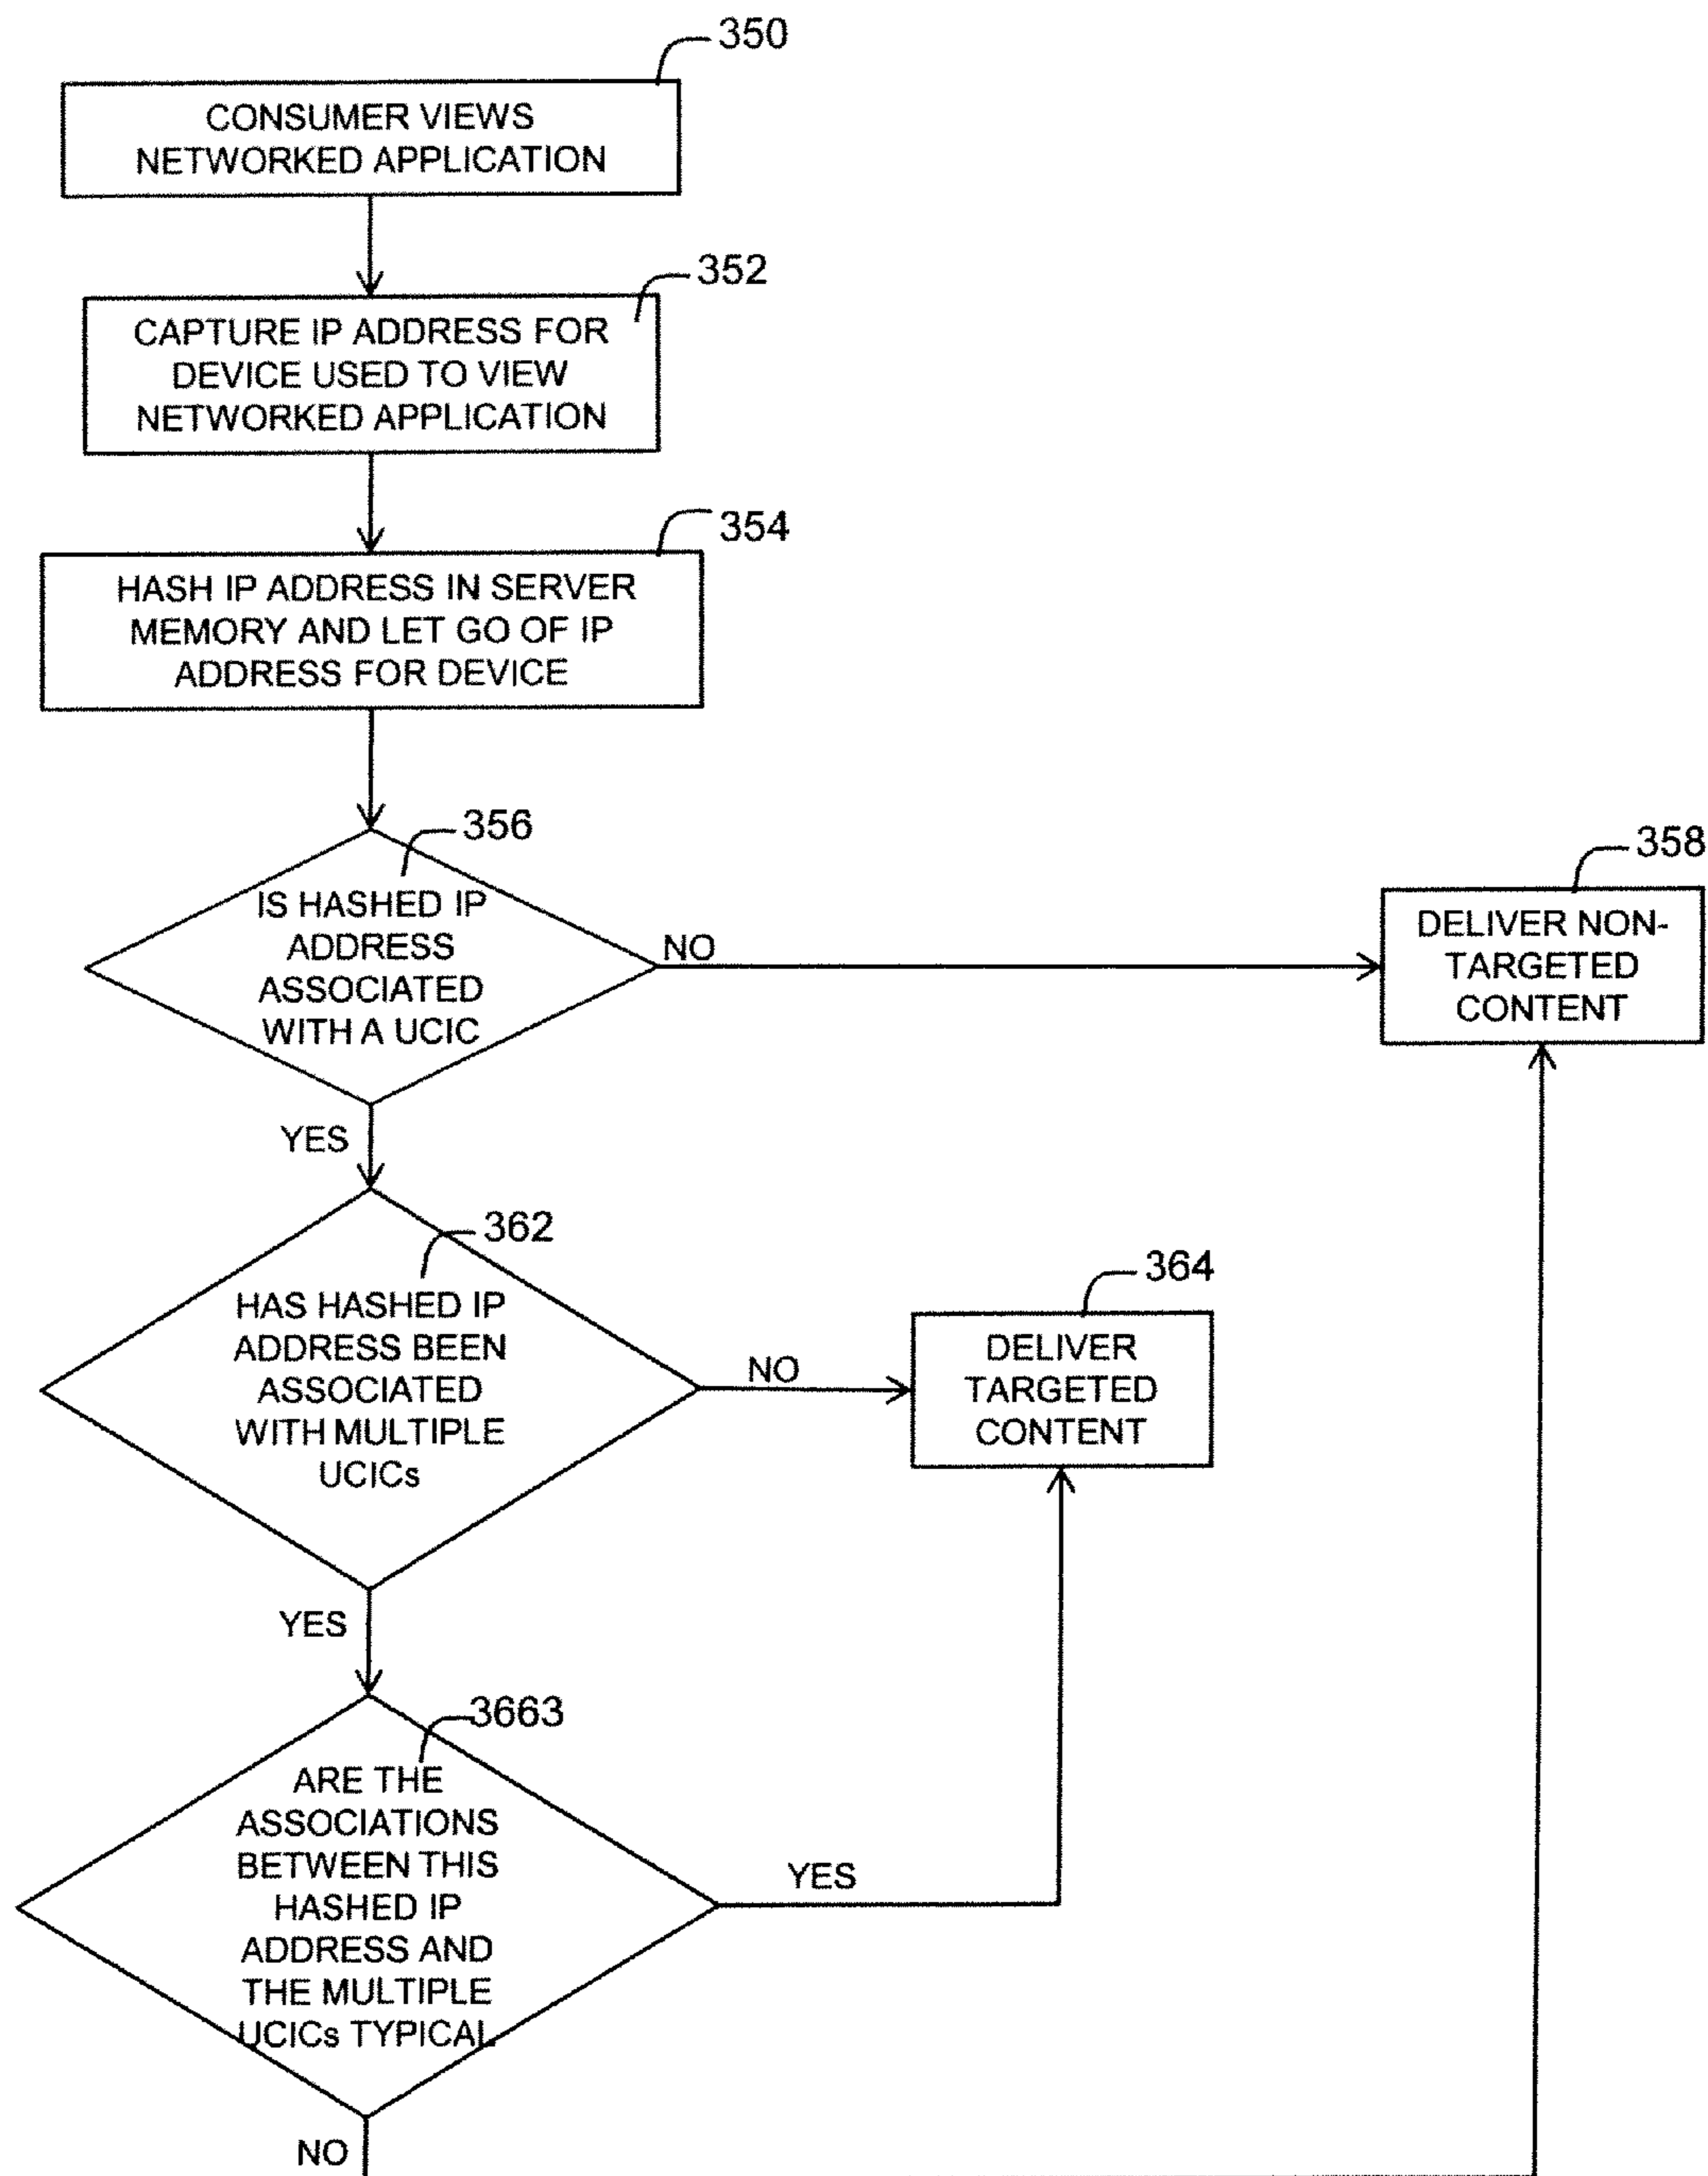 350
CONSUMER VIEWS
NETWORKED APPLICATION
352
CAPTURE IP ADDRESS FOR
DEVICE USED TO VIEW
NETWORKED APPLICATION
354
HASH IP ADDRESS IN SERVER
MEMORY AND LET GO OF IP
ADDRESS FOR DEVICE
356
IS HASHED IP
ADDRESS
ASSOCIATED
WITH A UCIC
NO
358
DELIVER NON-
TARGETED
CONTENT
YES
362
HAS HASHED IP
ADDRESS BEEN
ASSOCIATED
WITH MULTIPLE
UCICs
NO
364
DELIVER
TARGETED
CONTENT
YES
3663
ARE THE
ASSOCIATIONS
BETWEEN THIS
HASHED IP
ADDRESS AND
THE MULTIPLE
UCICs TYPICAL
YES
NO